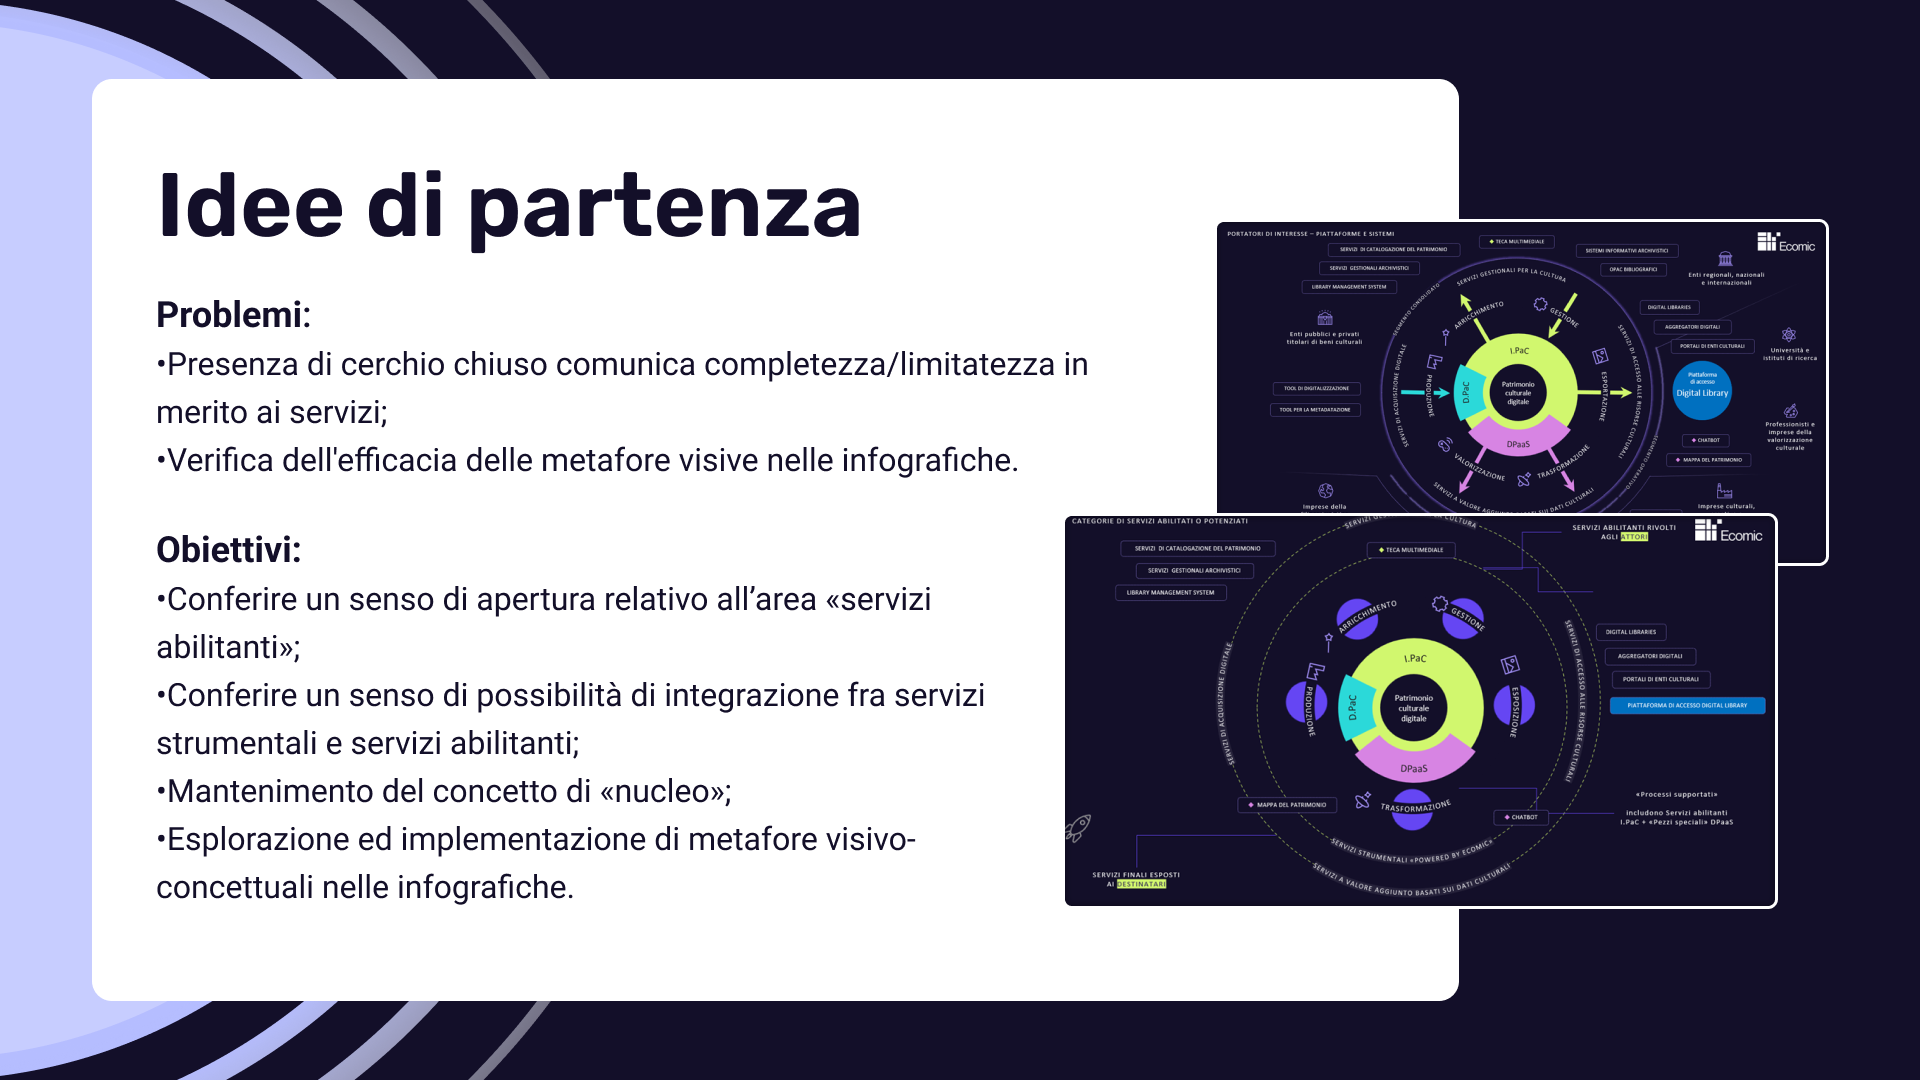 Idee di partenza
Problemi:
•Presenza di cerchio chiuso comunica completezza/limitatezza in
merito ai servizi;
•Verifica dell'efficacia delle metafore visive nelle infografiche.
Obiettivi:
•Conferire un senso di apertura relativo all’area «servizi
abilitanti»;
•Conferire un senso di possibilità di integrazione fra servizi
strumentali e servizi abilitanti;
•Mantenimento del concetto di «nucleo»;
•Esplorazione ed implementazione di metafore visivo-
concettuali nelle infografiche.
PORTATORI DI INTERESSE – PIATTAFORME E SISTEMI
Ecomic
SERVIZI DI CATALOGAZIONE DEL PATRIMONIO
SERVIZI GESTIONALI ARCHIVISTICI
LIBRARY MANAGEMENT SYSTEM
TECA MULTIMEDIALE
SISTEMI INFORMATIVI ARCHIVISTICI
OPAC BIBLIOGRAFICI
Enti regionali, nazionali
e internazionali
Enti pubblici e privati
titolari di beni culturali
DIGITAL LIBRARIES
AGGREGATORI DIGITALI
PORTALI DI ENTI CULTURALI
Università e
istituti di ricerca
Piattaforma
di accesso
Digital Library
TOOL DI DIGITALIZZAZIONE
TOOL PER LA METADATAZIONE
Professionisti e
imprese della
valorizzazione
culturale
CHATBOT
MAPPA DEL PATRIMONIO
Imprese della
Imprese culturali,
SEGMENTO CONSOLIDATO
SERVIZI GESTIONALI PER LA CULTURA
SERVIZI DI ACCESSO ALLE RISORSE CULTURALI
SEGMENTO OPERATIVO
SERVIZI A VALORE AGGIUNTO BASATI SUI DATI CULTURALI
SERVIZI DI ACQUISIZIONE DIGITALE
ARRICCHIMENTO
GESTIONE
ESPORTAZIONE
TRASFORMAZIONE
VALORIZZAZIONE
PRODUZIONE
I.PaC
D.PaC
DPaaS
Patrimonio
culturale
digitale
CATEGORIE DI SERVIZI ABILITATI O POTENZIATI
SERVIZI DI CATALOGAZIONE DEL PATRIMONIO
SERVIZI GESTIONALI ARCHIVISTICI
LIBRARY MANAGEMENT SYSTEM
TECA MULTIMEDIALE
SERVIZI ABILITANTI RIVOLTI
AGLI ATTORI
Ecomic
LA CULTURA
SERVIZI DI ACQUISIZIONE DIGITALE
SERVIZI DI ACCESSO ALLE RISORSE CULTURALI
ARRICCHIMENTO
GESTIONE
PRODUZIONE
ESPOSIZIONE
TRASFORMAZIONE
I.PaC
D.PaC
DPaaS
Patrimonio
culturale
digitale
DIGITAL LIBRARIES
AGGREGATORI DIGITALI
PORTALI DI ENTI CULTURALI
PIATTAFORMA DI ACCESSO DIGITAL LIBRARY
MAPPA DEL PATRIMONIO
CHATBOT
«Processi supportati»
includono Servizi abilitanti
I.PaC + «Pezzi speciali» DPaaS
SERVIZI STRUMENTALI «POWERED BY ECOMIC»
SERVIZI A VALORE AGGIUNTO BASATI SUI DATI CULTURALI
SERVIZI FINALI ESPOSTI
AI DESTINATARI